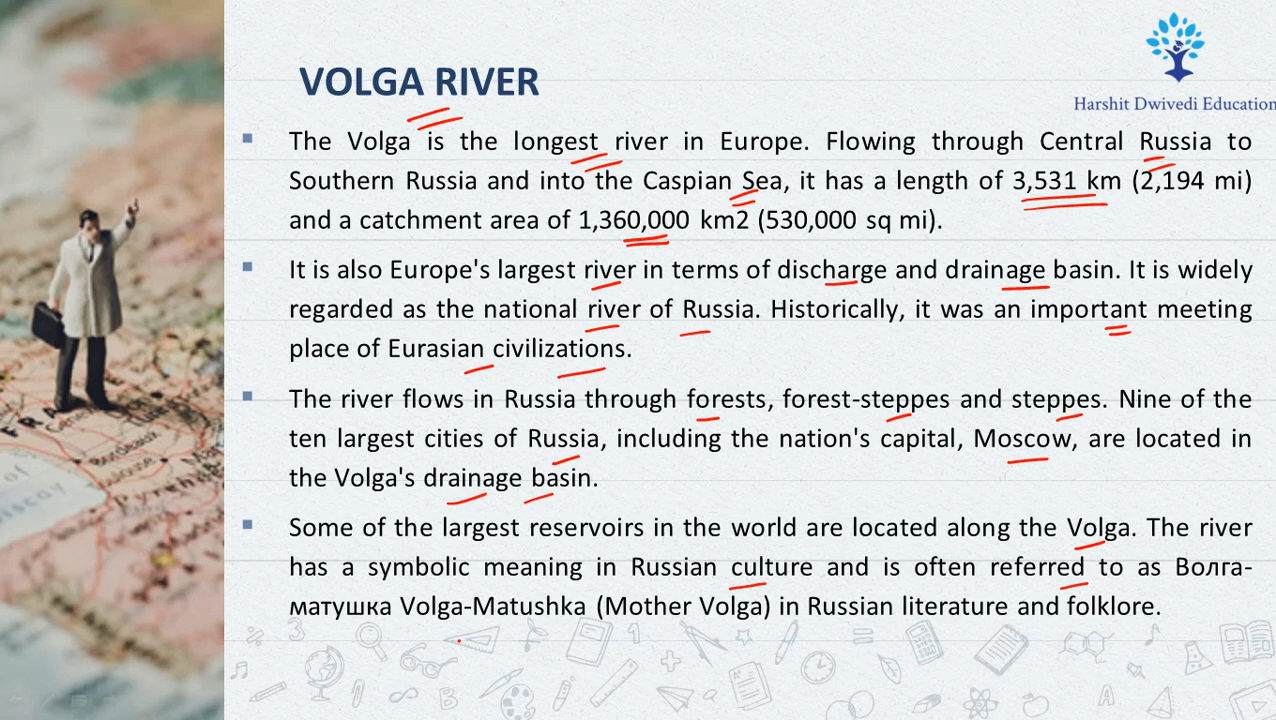 Harshit Dwivedi Education
VOLGA RIVER
The Volga is the longest river in Europe. Flowing through Central Russia to
Southern Russia and into the Caspian Sea, it has a length of 3,531 km (2,194 mi)
and a catchment area of 1,360,000 km2 (530,000 sq mi).
It is also Europe's largest river in terms of discharge and drainage basin. It is widely
regarded as the national river of Russia. Historically, it was an important meeting
place of Eurasian civilizations.
The river flows in Russia through forests, forest-steppes and steppes. Nine of the
ten largest cities of Russia, including the nation's capital, Moscow, are located in
the Volga's drainage basin.
Some of the largest reservoirs in the world are located along the Volga. The river
has a symbolic meaning in Russian culture and is often referred to as Волга-
матушка Volga-Matushka (Mother Volga) in Russian literature and folklore.